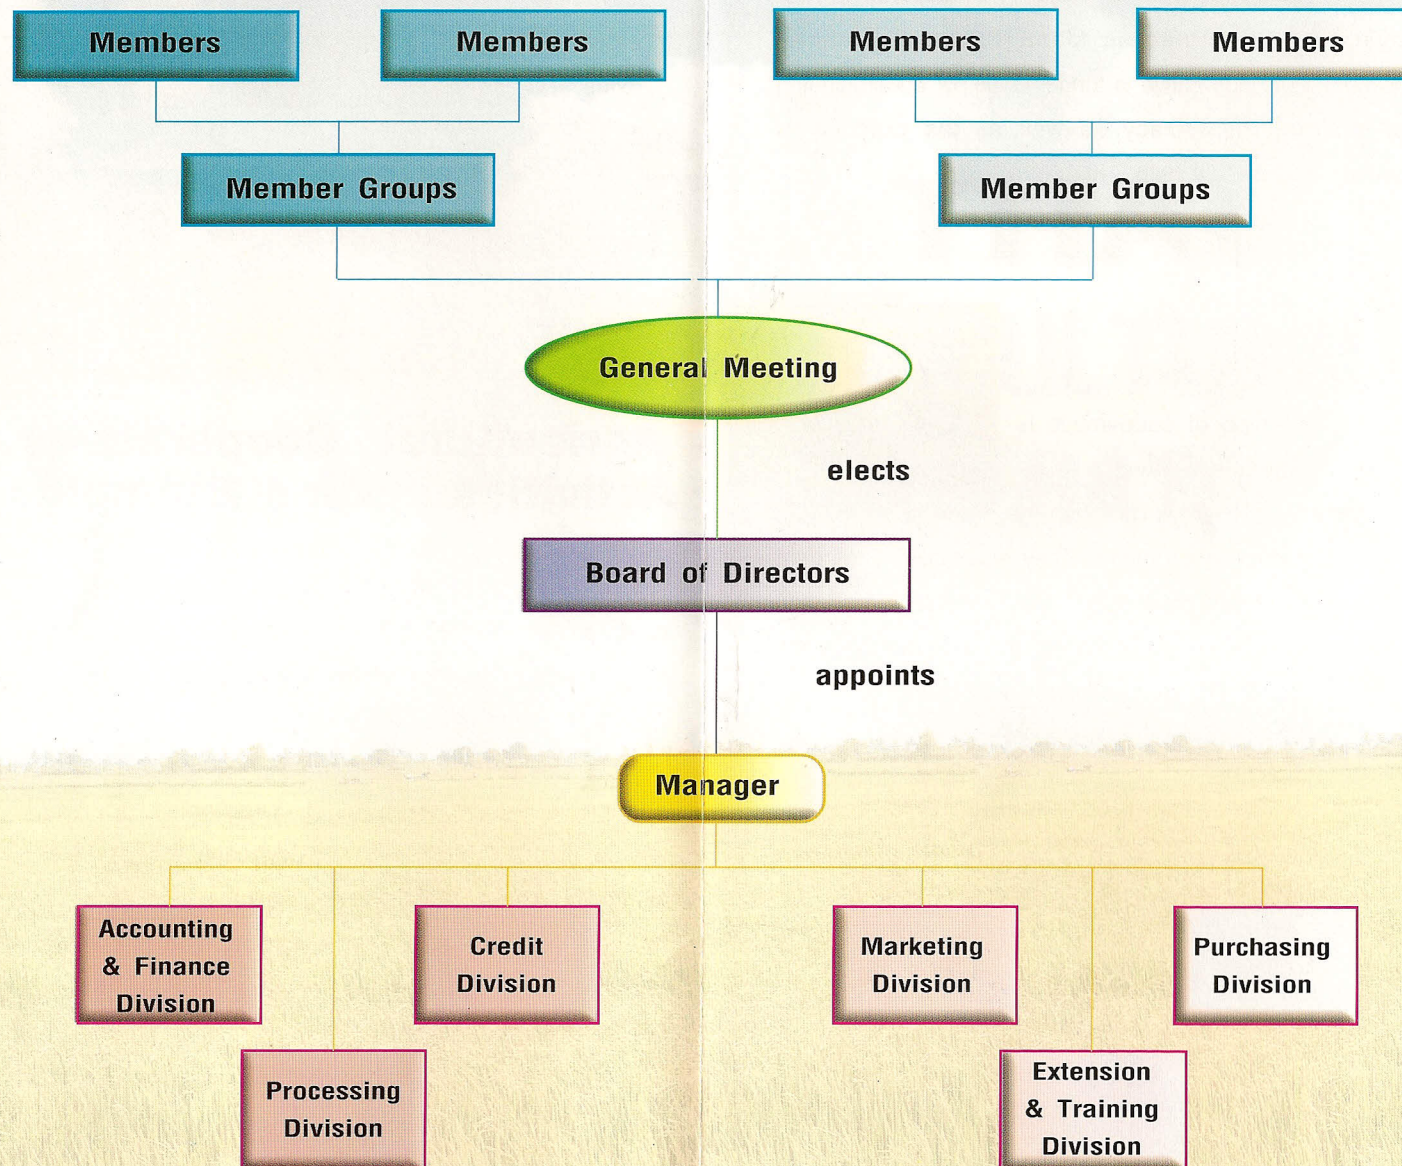 Members
Members
Members
Members
Member Groups
Member Groups
General Meeting
elects
Board of Directors
appoints
Manager
Accounting
& Finance
Division
Credit
Division
Marketing
Division
Purchasing
Division
Processing
Division
Extension
& Training
Division